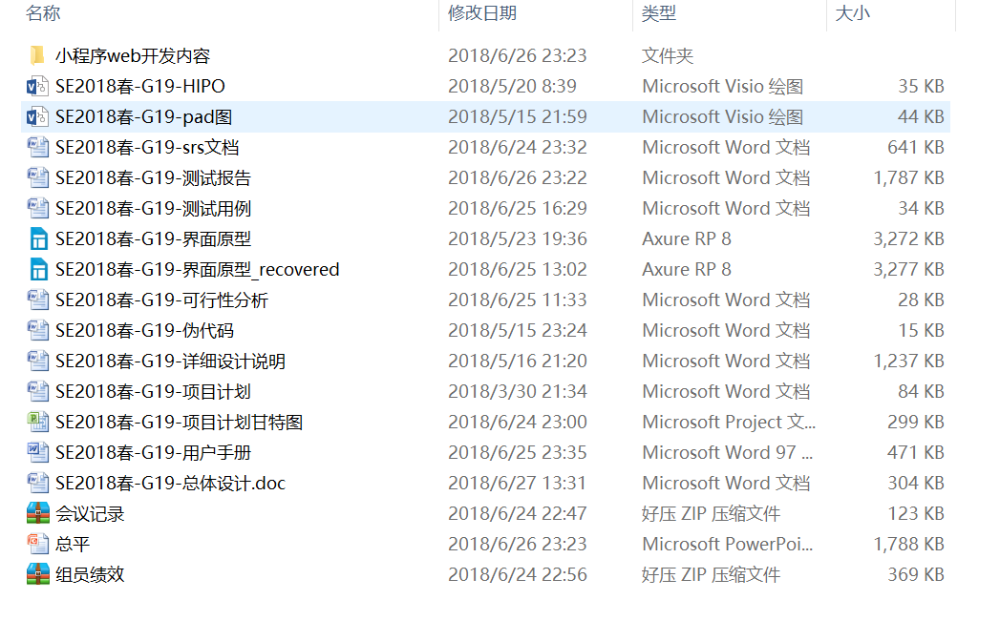 名称 修改日期 类型 大小
小程序web开发内容 2018/6/26 23:23 文件夹
SE2018春-G19-HIPO 2018/5/20 8:39 Microsoft Visio 绘图 35 KB
SE2018春-G19-pad图 2018/5/15 21:59 Microsoft Visio 绘图 44 KB
SE2018春-G19-srs文档 2018/6/24 23:32 Microsoft Word 文档 641 KB
SE2018春-G19-测试报告 2018/6/26 23:22 Microsoft Word 文档 1,787 KB
SE2018春-G19-测试用例 2018/6/25 16:29 Microsoft Word 文档 34 KB
SE2018春-G19-界面原型 2018/5/23 19:36 Axure RP 8 3,272 KB
SE2018春-G19-界面原型_recovered 2018/6/25 13:02 Axure RP 8 3,277 KB
SE2018春-G19-可行性分析 2018/6/25 11:33 Microsoft Word 文档 28 KB
SE2018春-G19-伪代码 2018/5/15 23:24 Microsoft Word 文档 15 KB
SE2018春-G19-详细设计说明 2018/5/16 21:20 Microsoft Word 文档 1,237 KB
SE2018春-G19-项目计划 2018/3/30 21:34 Microsoft Word 文档 84 KB
SE2018春-G19-项目计划甘特图 2018/6/24 23:00 Microsoft Project 文... 299 KB
SE2018春-G19-用户手册 2018/6/25 23:35 Microsoft Word 97 ... 471 KB
SE2018春-G19-总体设计.doc 2018/6/27 13:31 Microsoft Word 文档 304 KB
会议记录 2018/6/24 22:47 好压 ZIP 压缩文件 123 KB
总平 2018/6/26 23:23 Microsoft PowerPoi... 1,788 KB
组员绩效 2018/6/24 22:56 好压 ZIP 压缩文件 369 KB